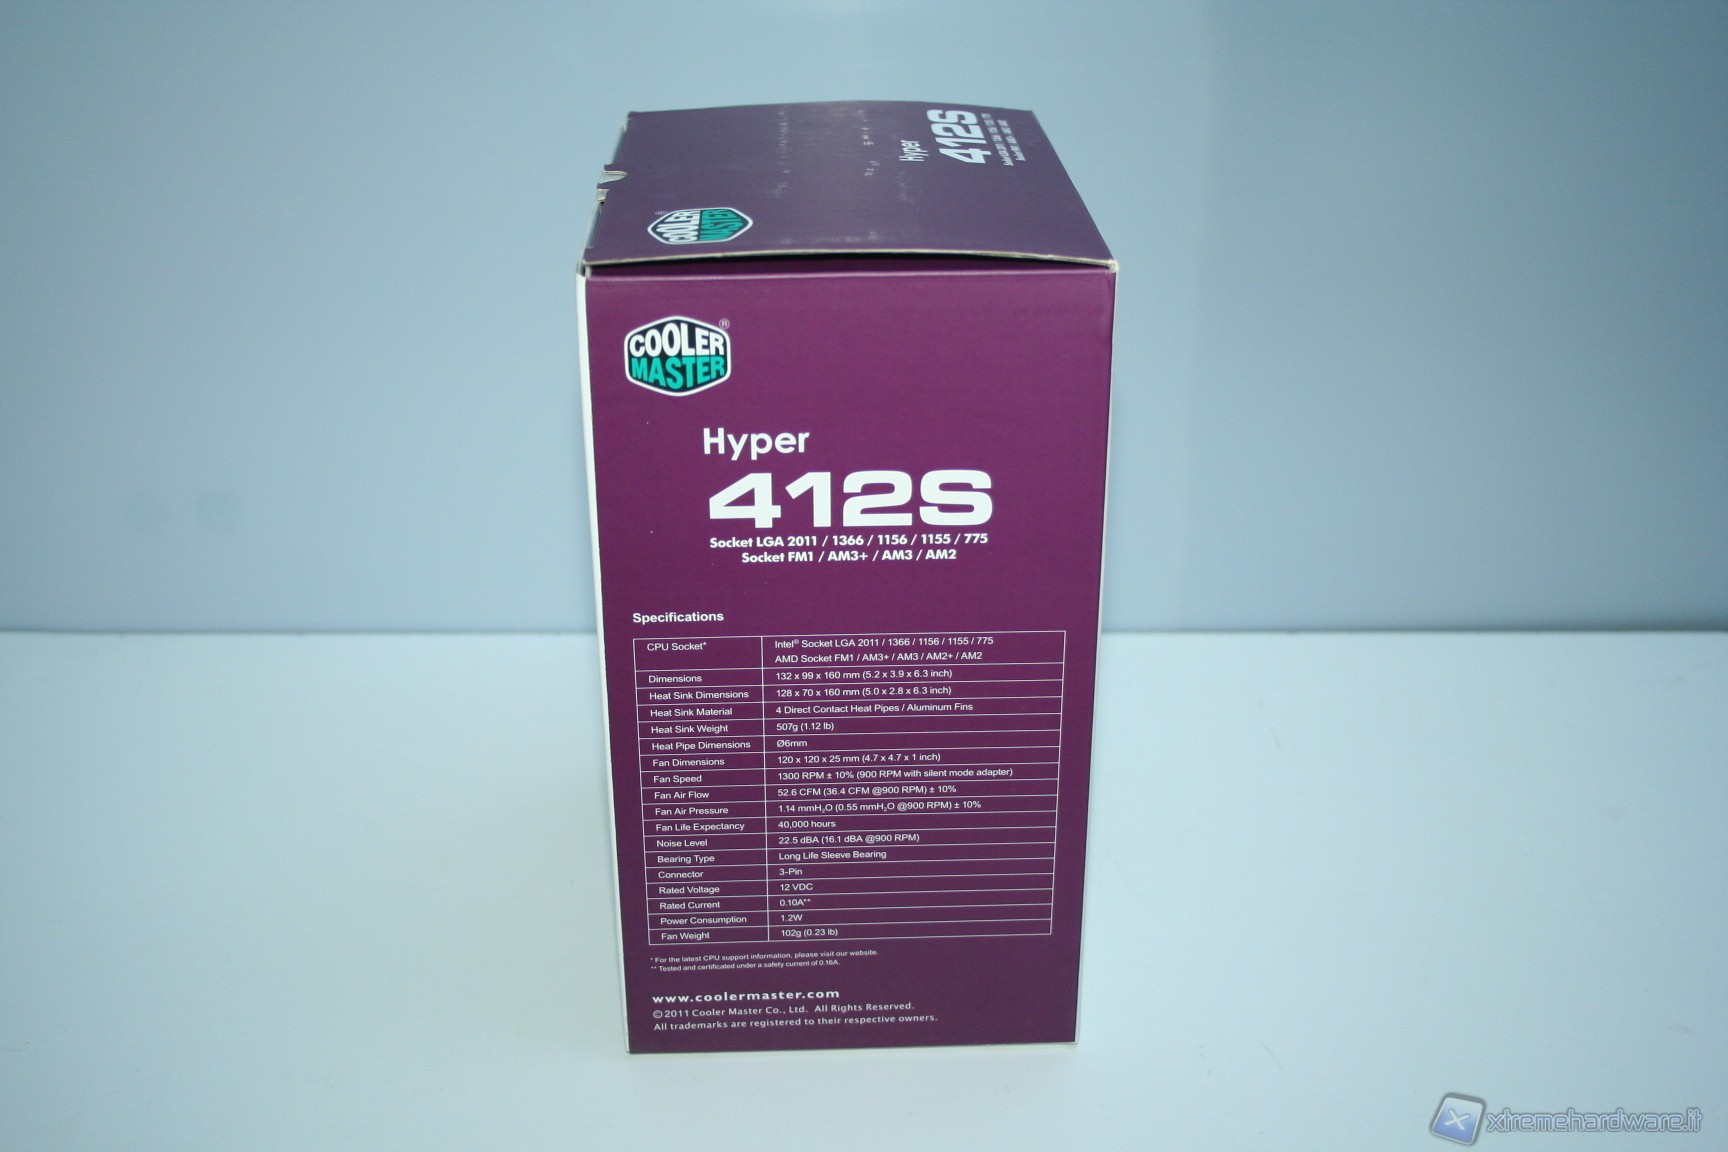 Hyper
412S
COOLER
MASTER
COOLER
MASTER
®
Hyper
412S
Socket LGA 2011 / 1366 / 1156 / 1155 / 775
Socket FM1 / AM3+ / AM3 / AM2
Specifications
CPU Socket* Intel® Socket LGA 2011 / 1366 / 1156 / 1155 / 775
AMD Socket FM1 / AM3+ / AM3 / AM2+ / AM2
Dimensions 132 x 99 x 160 mm (5.2 x 3.9 x 6.3 inch)
Heat Sink Dimensions 128 x 70 x 160 mm (5.0 x 2.8 x 6.3 inch)
Heat Sink Material 4 Direct Contact Heat Pipes / Aluminum Fins
Heat Sink Weight 507g (1.12 lb)
Heat Pipe Dimensions Ø6mm
Fan Dimensions 120 x 120 x 25 mm (4.7 x 4.7 x 1 inch)
Fan Speed 1300 RPM ± 10% (900 RPM with silent mode adapter)
Fan Air Flow 52.6 CFM (36.4 CFM @900 RPM) ± 10%
Fan Air Pressure 1.14 mmH₂O (0.55 mmH₂O @900 RPM) ± 10%
Fan Life Expectancy 40,000 hours
Noise Level 22.5 dBA (16.1 dBA @900 RPM)
Bearing Type Long Life Sleeve Bearing
Connector 3-Pin
Rated Voltage 12 VDC
Rated Current 0.10A**
Power Consumption 1.2W
Fan Weight 102g (0.23 lb)
* For the latest CPU support information, please visit our website.
** Tested and certificated under a safety current of 0.16A.
www.coolermaster.com
©2011 Cooler Master Co., Ltd. All Rights Reserved.
All trademarks are registered to their respective owners.
xtremehardware.it